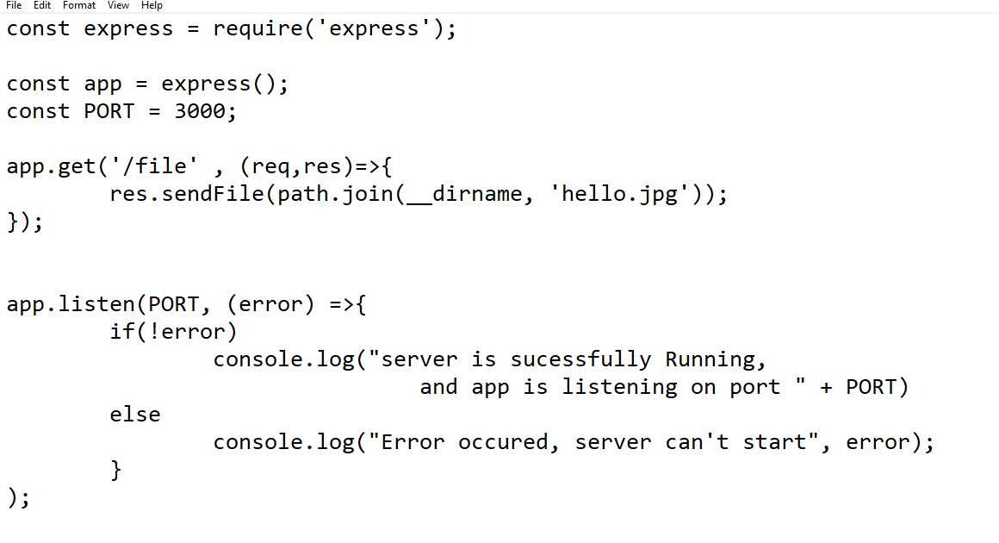 File Edit Format View Help
const express = require('express');
const app = express();
const PORT = 3000;
app.get('/file' , (req,res)=>{
res.sendFile(path.join(__dirname, 'hello.jpg'));
});
app.listen(PORT, (error) =>{
if(!error)
console.log("server is sucessfully Running,
and app is listening on port " + PORT)
else
console.log("Error occured, server can't start", error);
}
);